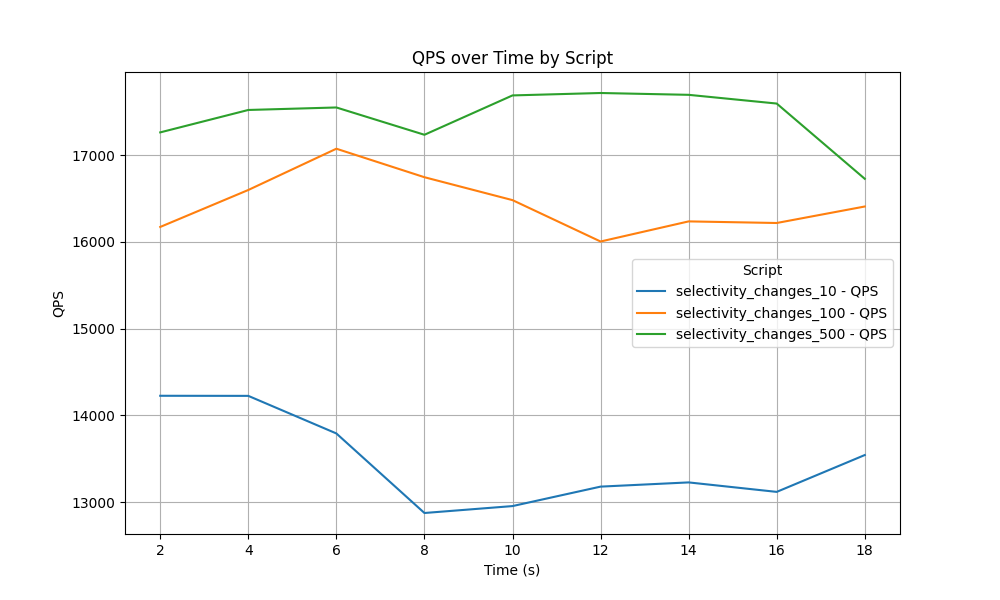 QPS over Time by Script
QPS
17000
16000
15000
14000
13000
Script
selectivity_changes_10 - QPS
selectivity_changes_100 - QPS
selectivity_changes_500 - QPS
2 4 6 8 10 12 14 16 18
Time (s)